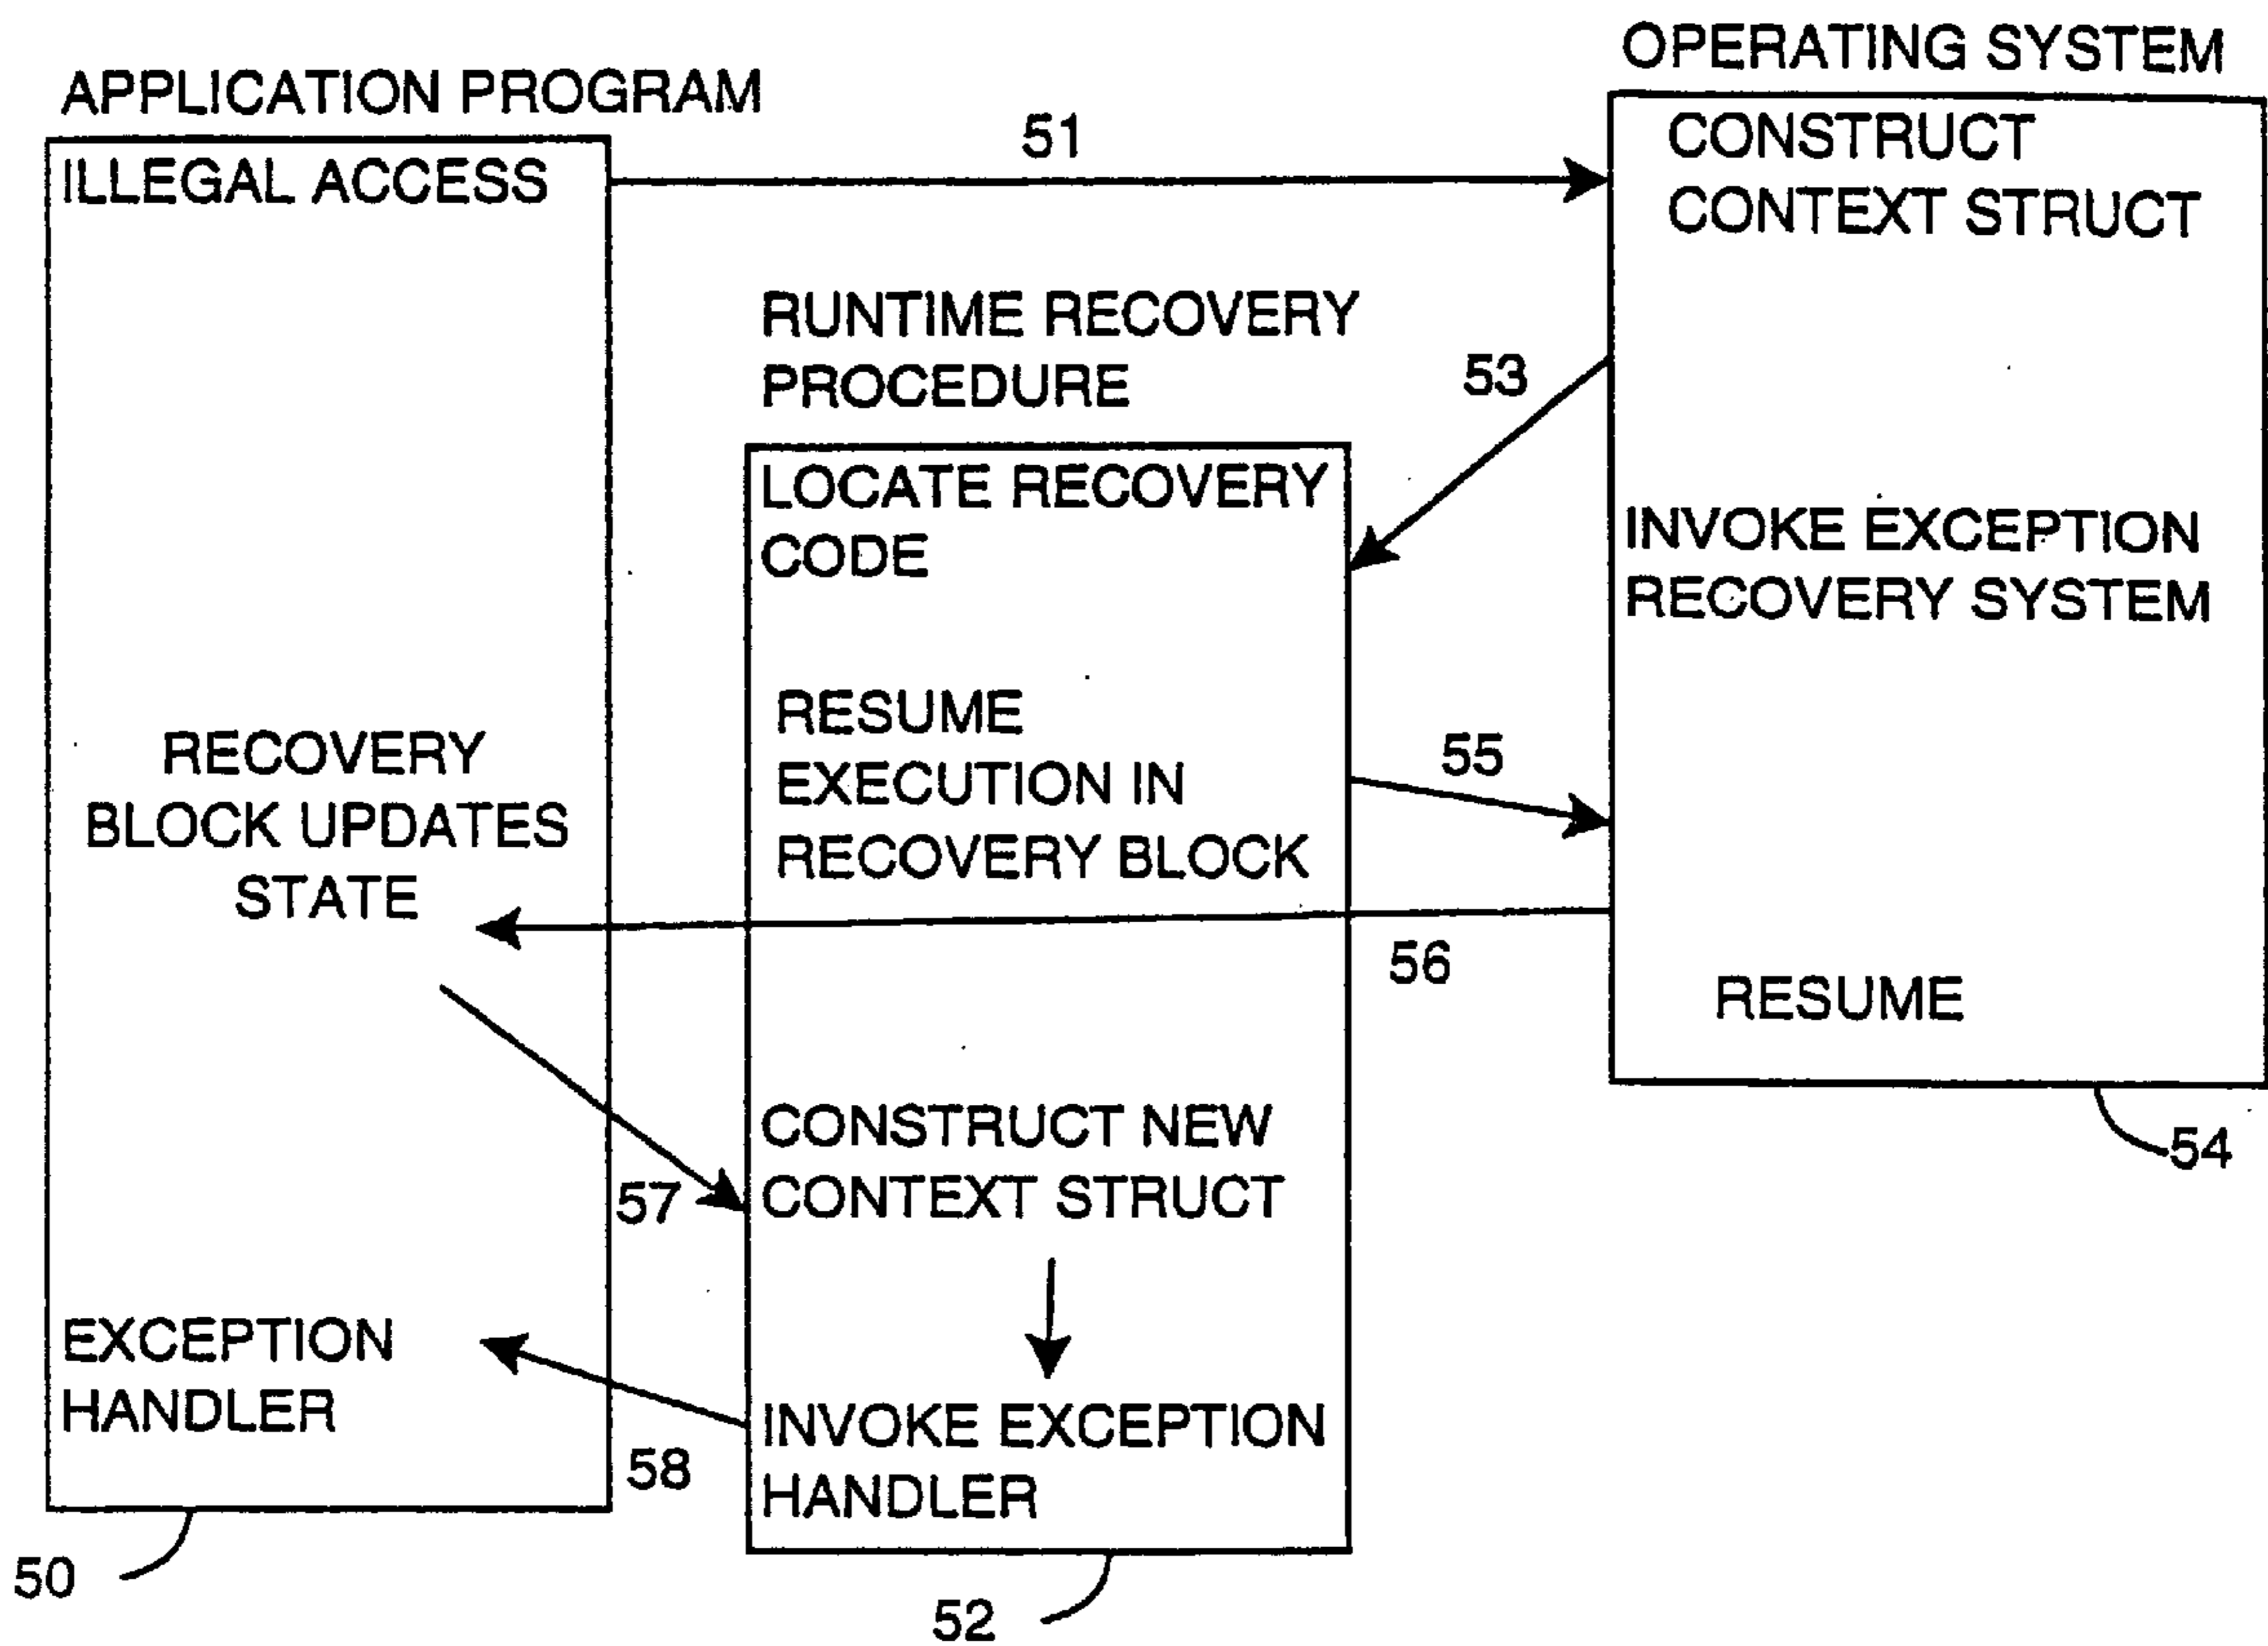 OPERATING SYSTEM
APPLICATION PROGRAM
ILLEGAL ACCESS
51
CONSTRUCT
CONTEXT STRUCT
RUNTIME RECOVERY
PROCEDURE
53
LOCATE RECOVERY
CODE
INVOKE EXCEPTION
RECOVERY SYSTEM
RESUME
EXECUTION IN
RECOVERY BLOCK
55
RECOVERY
BLOCK UPDATES
STATE
56
RESUME
54
57
CONSTRUCT NEW
CONTEXT STRUCT
EXCEPTION
HANDLER
58
INVOKE EXCEPTION
HANDLER
50
52